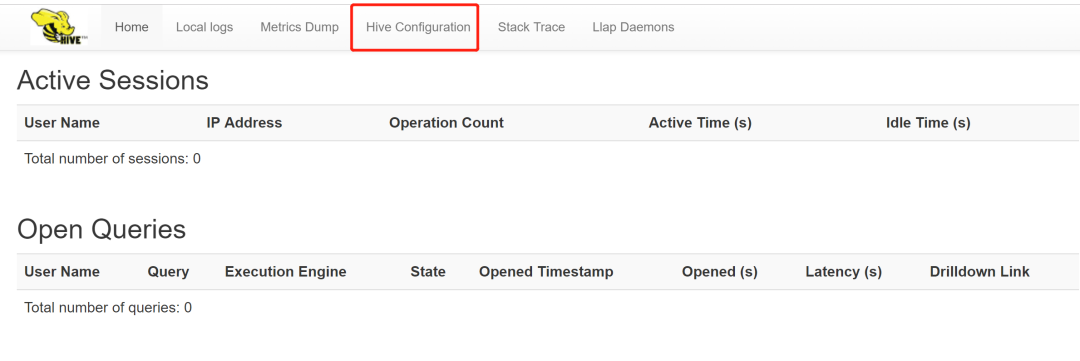 HIVE™ Home Local logs Metrics Dump Hive Configuration Stack Trace Llap Daemons
Active Sessions
User Name IP Address Operation Count Active Time (s) Idle Time (s)
Total number of sessions: 0
Open Queries
User Name Query Execution Engine State Opened Timestamp Opened (s) Latency (s) Drilldown Link
Total number of queries: 0